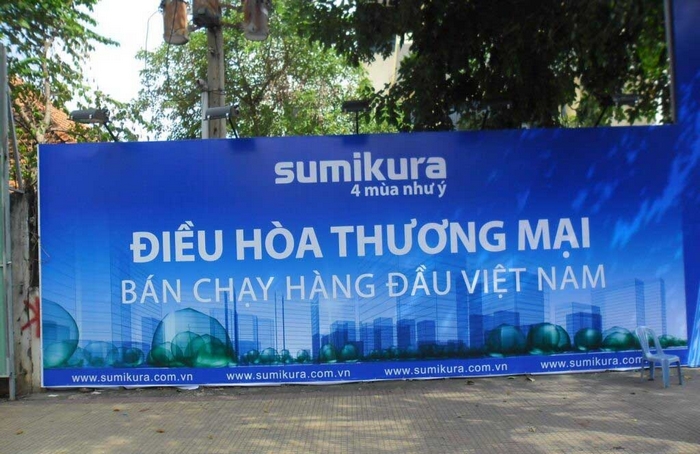 sumikura
4 mùa như ý
ĐIỀU HÒA THƯƠNG MẠI
BÁN CHẠY HÀNG ĐẦU VIỆT NAM
www.sumikura.com.vn www.sumikura.com.vn www.sumikura.com.vn www.sumikura.com.vn